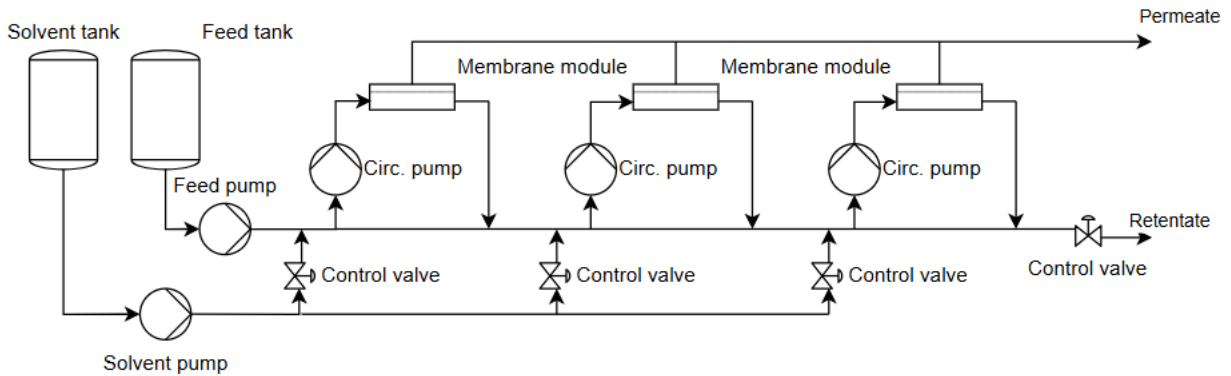 Solvent tank
Feed tank
Permeate
Membrane module
Membrane module
Circ. pump
Circ. pump
Circ. pump
Feed pump
Retentate
Control valve
Control valve
Control valve
Control valve
Solvent pump